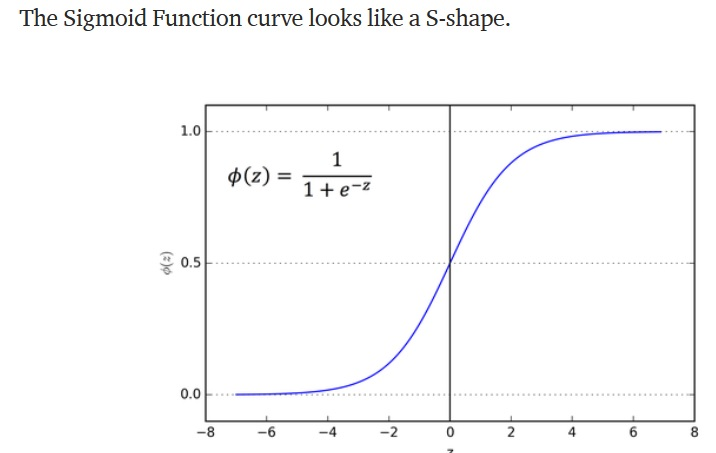 The Sigmoid Function curve looks like a S-shape.
1.0
ϕ(z) = 1 / 1 + e^−z
ϕ(z)
0.5
0.0
−8 −6 −4 −2 0 2 4 6 8